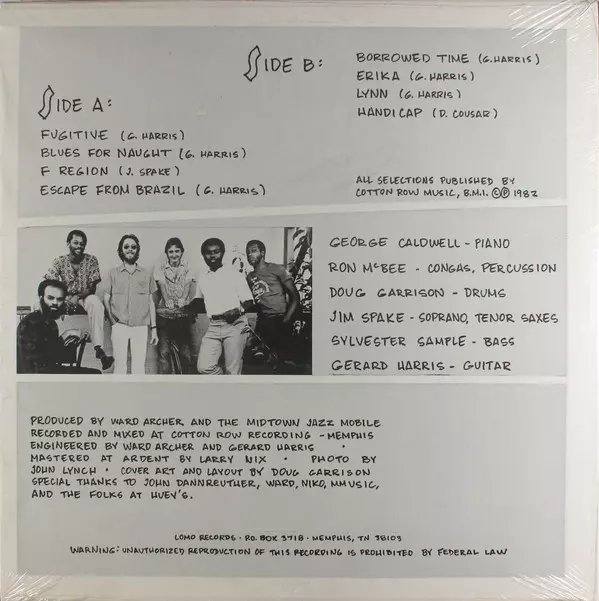 SIDE A:
FUGITIVE (G. HARRIS)
BLUES FOR NAUGHT (G. HARRIS)
F REGION (J. SPAKE)
ESCAPE FROM BRAZIL (G. HARRIS)
SIDE B:
BORROWED TIME (G. HARRIS)
ERIKA (G. HARRIS)
LYNN (G. HARRIS)
HANDICAP (D. COUSAR)
ALL SELECTIONS PUBLISHED BY
COTTON ROW MUSIC, B.M.I. ©℗ 1982
GEORGE CALDWELL - PIANO
RON McBEE - CONGAS, PERCUSSION
DOUG GARRISON - DRUMS
JIM SPAKE - SOPRANO, TENOR SAXES
SYLVESTER SAMPLE - BASS
GERARD HARRIS - GUITAR
PRODUCED BY WARD ARCHER AND THE MIDTOWN JAZZ MOBILE
RECORDED AND MIXED AT COTTON ROW RECORDING - MEMPHIS
ENGINEERED BY WARD ARCHER AND GERARD HARRIS ·
MASTERED AT ARDENT BY LARRY NIX · PHOTO BY
JOHN LYNCH · COVER ART AND LAYOUT BY DOUG GARRISON
SPECIAL THANKS TO JOHN DANNREUTHER, WARD, NIKO, MMUSIC,
AND THE FOLKS AT HUEY'S.
LOMO RECORDS · P.O. BOX 3718 · MEMPHIS, TN 38103
WARNING: UNAUTHORIZED REPRODUCTION OF THIS RECORDING IS PROHIBITED BY FEDERAL LAW